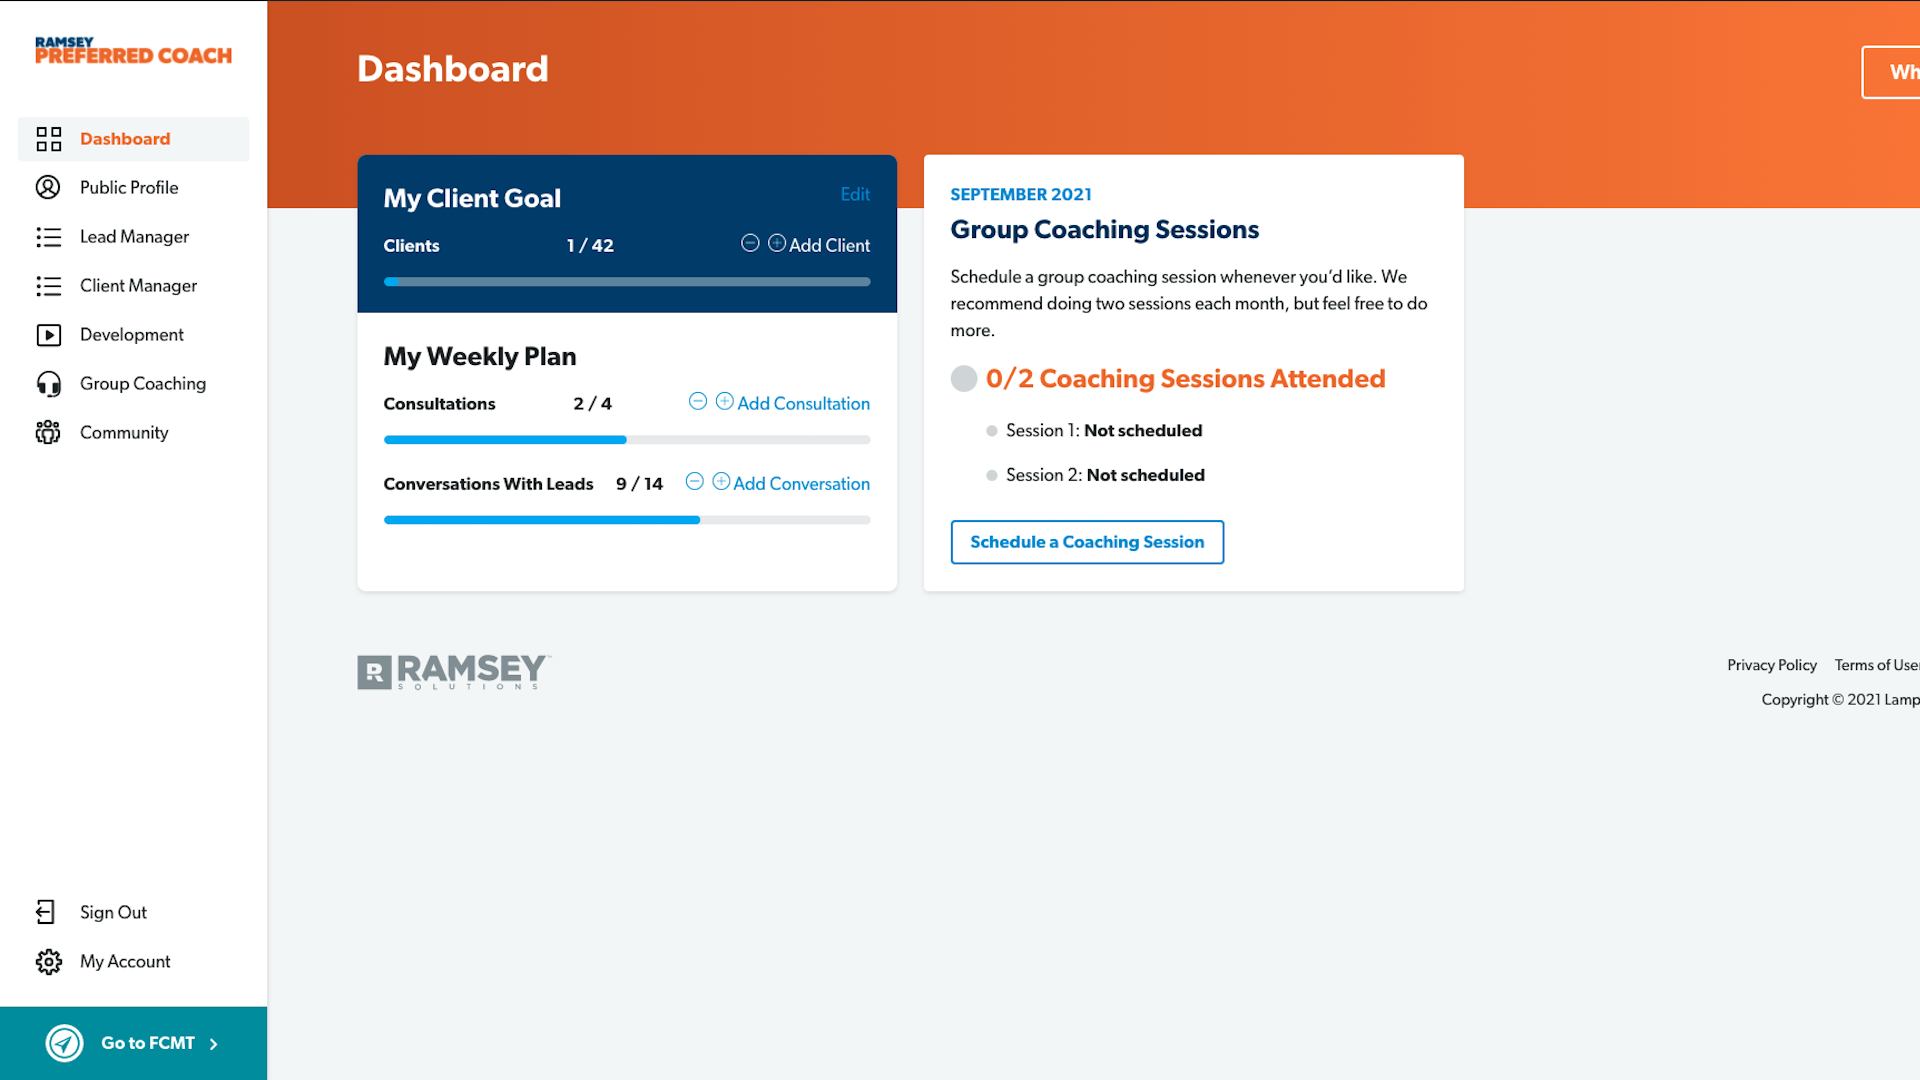 RAMSEY
PREFERRED COACH
Dashboard
Public Profile
Lead Manager
Client Manager
Development
Group Coaching
Community
Sign Out
My Account
Go to FCMT
Dashboard
My Client Goal
Edit
Clients 1 / 42 Add Client
My Weekly Plan
Consultations 2 / 4 Add Consultation
Conversations With Leads 9 / 14 Add Conversation
SEPTEMBER 2021
Group Coaching Sessions
Schedule a group coaching session whenever you’d like. We
recommend doing two sessions each month, but feel free to do
more.
0/2 Coaching Sessions Attended
Session 1: Not scheduled
Session 2: Not scheduled
Schedule a Coaching Session
R RAMSEY™
SOLUTIONS
Privacy Policy Terms of Use
Copyright © 2021 Lamp